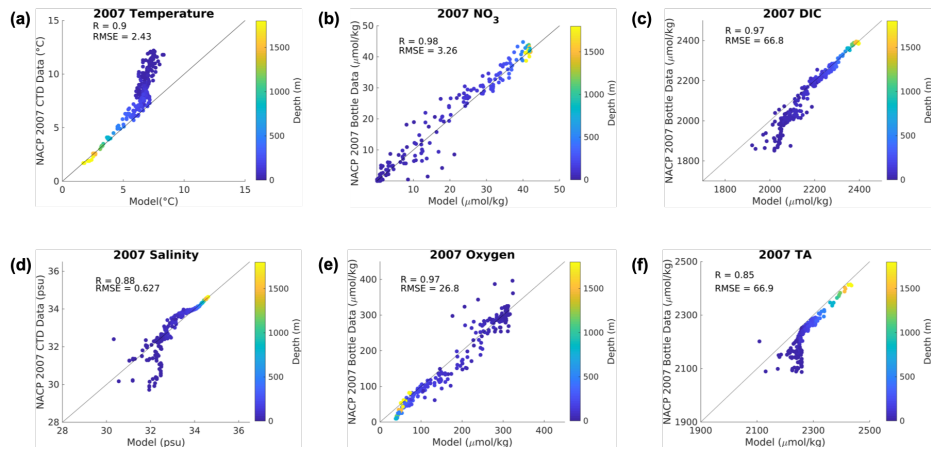 (a)
2007 Temperature
R = 0.9
RMSE = 2.43
NACP 2007 CTD Data (°C)
15
10
5
0
0 5 10 15
Model(°C)
1500
1000
500
0
Depth (m)
(b)
2007 NO3
R = 0.98
RMSE = 3.26
NACP 2007 Bottle Data (μmol/kg)
50
40
30
20
10
0 10 20 30 40 50
Model (μmol/kg)
1500
1000
500
0
Depth (m)
(c)
2007 DIC
R = 0.97
RMSE = 66.8
NACP 2007 Bottle Data (μmol/kg)
2400
2200
2000
1800
1800 2000 2200 2400
Model (μmol/kg)
1500
1000
500
0
Depth (m)
(d)
2007 Salinity
R = 0.88
RMSE = 0.627
NACP 2007 CTD Data (psu)
36
34
32
30
28
28 30 32 34 36
Model (psu)
1500
1000
500
0
Depth (m)
(e)
2007 Oxygen
R = 0.97
RMSE = 26.8
NACP 2007 Bottle Data (μmol/kg)
400
300
200
100
0
0 100 200 300 400
Model (μmol/kg)
1500
1000
500
0
Depth (m)
(f)
2007 TA
R = 0.85
RMSE = 66.9
NACP 2007 Bottle Data (μmol/kg)
2500
2300
2100
1900
1900 2100 2300 2500
Model (μmol/kg)
1500
1000
500
0
Depth (m)